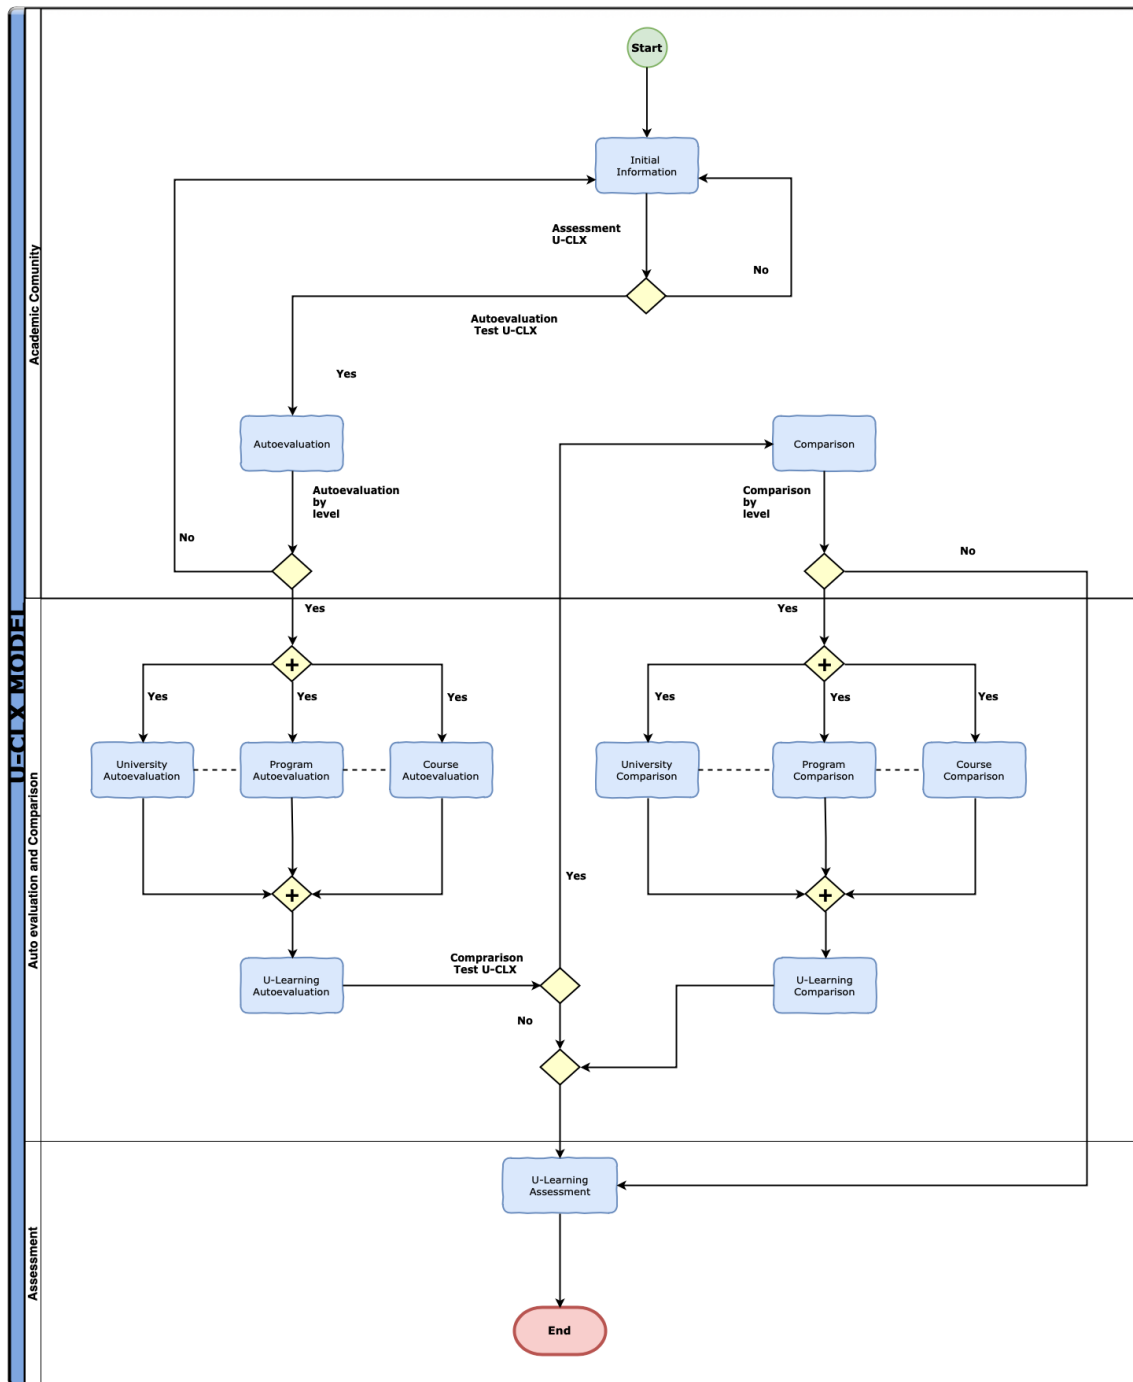 U-CLX MODEL
Academic Comunity
Start
Initial
Information
Assessment
U-CLX
No
Autoevaluation
Test U-CLX
Yes
Autoevaluation
Comparison
Autoevaluation
by
level
Comparison
by
level
No
No
Auto evaluation and Comparison
Yes
Yes
+
+
Yes
Yes
Yes
Yes
Yes
Yes
University
Autoevaluation
Program
Autoevaluation
Course
Autoevaluation
University
Comparison
Program
Comparison
Course
Comparison
Yes
+
+
Comprarison
Test U-CLX
U-Learning
Autoevaluation
U-Learning
Comparison
No
Assessment
U-Learning
Assessment
End